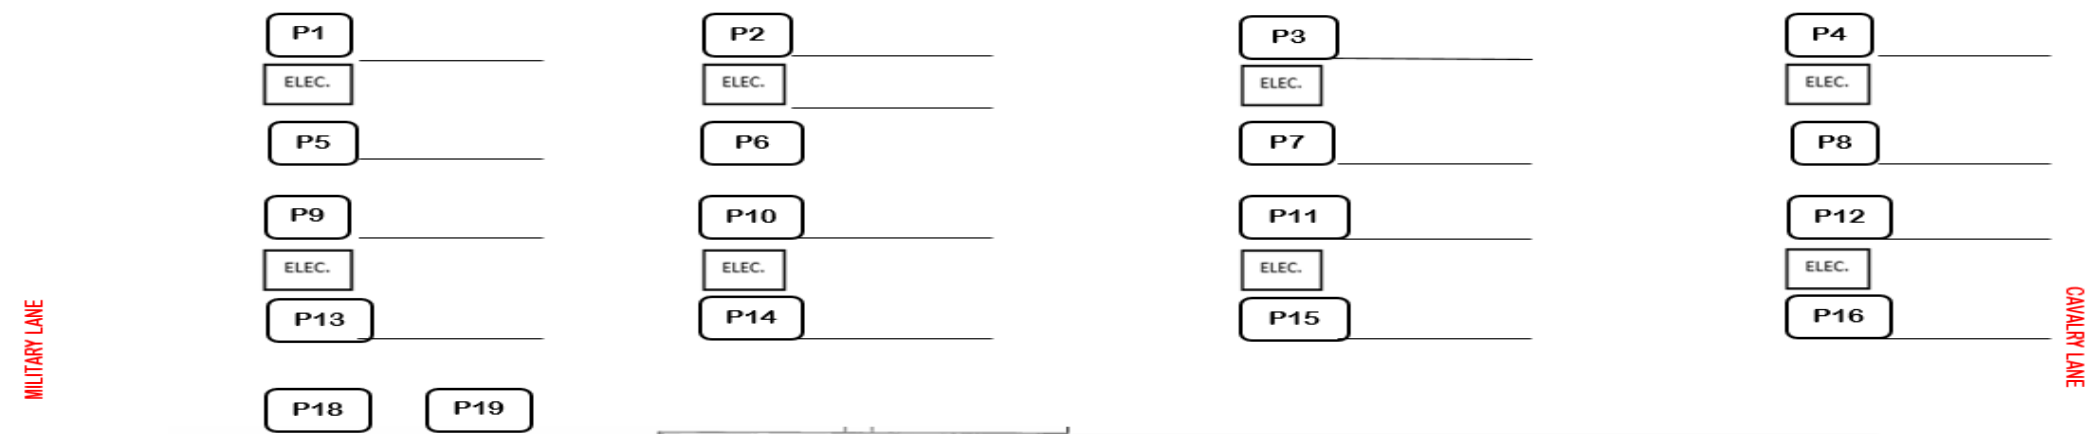 P1 P2 P3 P4
ELEC. ELEC. ELEC. ELEC.
P5 P6 P7 P8
P9 P10 P11 P12
ELEC. ELEC. ELEC. ELEC.
P13 P14 P15 P16
MILITARY LANE
CAVALRY LANE
P18 P19